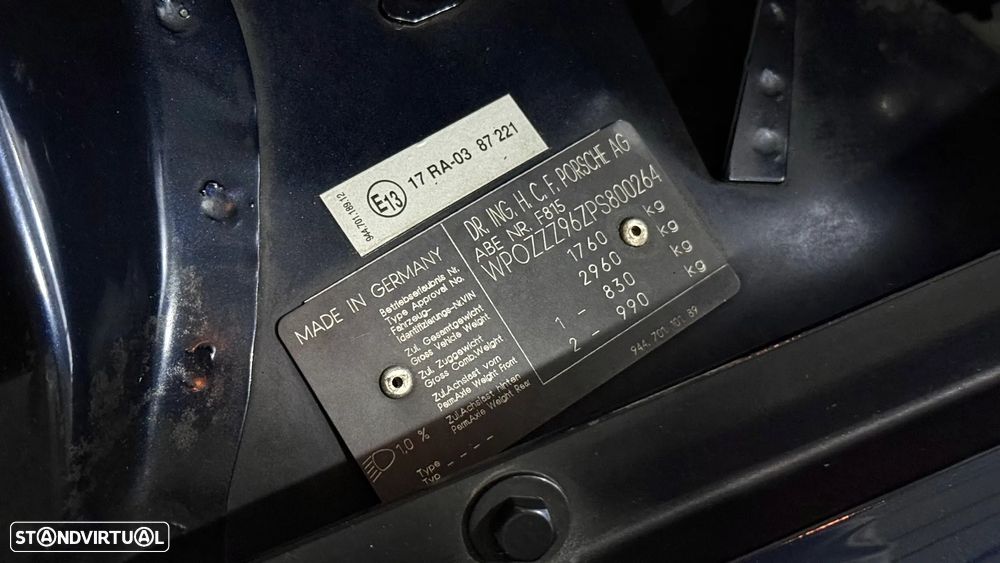 944.701.189.12
E13
17 RA-03 87 221
MADE IN GERMANY
DR. ING. H. C. F. PORSCHE AG
Betriebserlaubnis Nr.
Type Approval No.
ABE NR. F815
Fahrzeug-
Identifizierungs-Nr.VIN
WPOZZZ96ZPS800264
Zul. Gesamtgewicht
Gross Vehicle Weight
1760 kg
Zul. Zuggewicht
Gross Comb.Weight
2960 kg
Zul.Achslast vorn
Perm.Axle Weight Front
1– 830 kg
Zul.Achslast hinten
Perm.Axle Weight Rear
2– 990
1,0 %
Type
Typ ----
944.701.101.89
STANDVIRTUAL